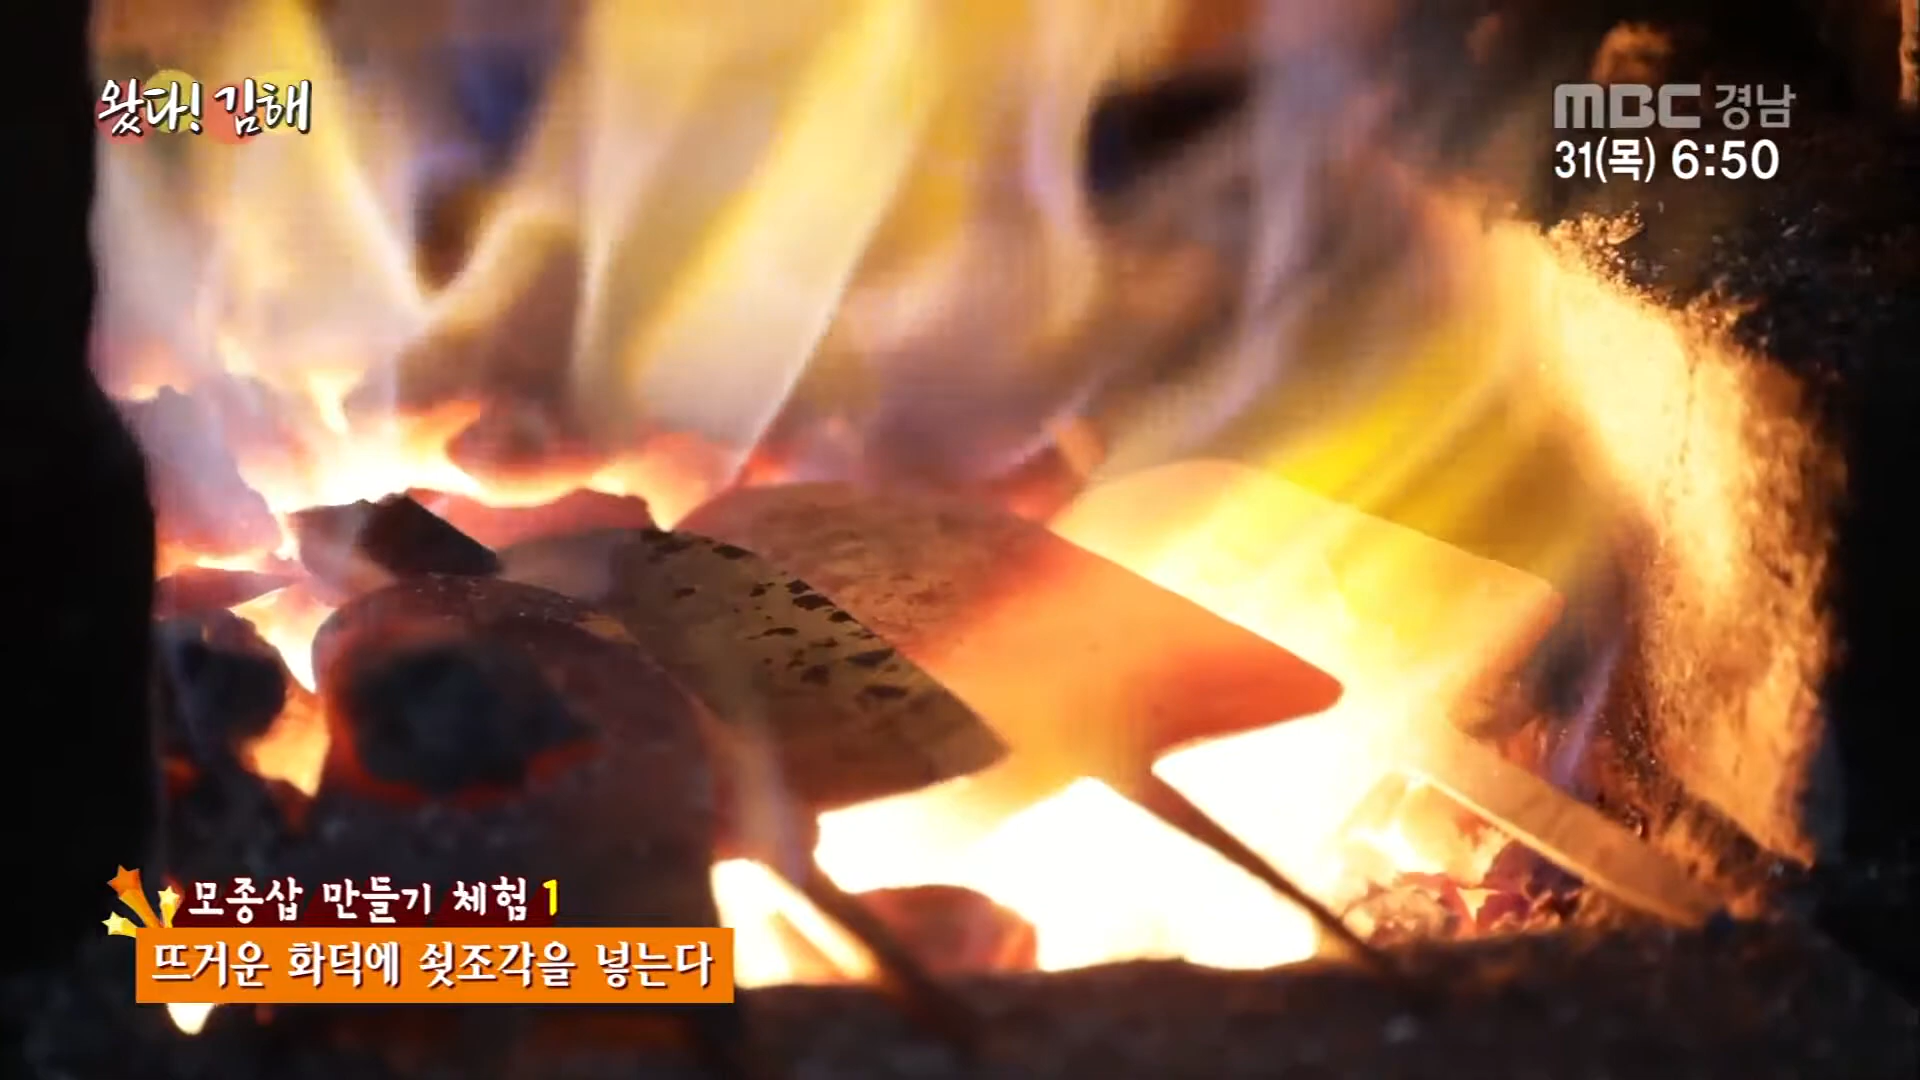 왔다! 김해
MBC 경남
31(목) 6:50
모종삽 만들기 체험 1
뜨거운 화덕에 쇳조각을 넣는다